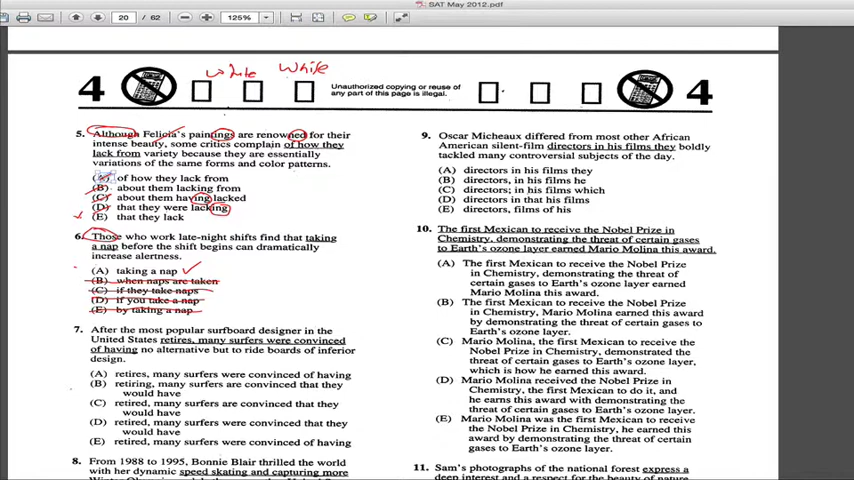 SAT May 2012.pdf
20 / 62
125%
while While
4
Unauthorized copying or reuse of
any part of this page is illegal.
4
5. Although Felicia's paintings are renowned for their
intense beauty, some critics complain of how they
lack from variety because they are essentially
variations of the same forms and color patterns.
(A) of how they lack from
(B) about them lacking from
(C) about them having lacked
(D) that they were lacking
(E) that they lack
6. Those who work late-night shifts find that taking
a nap before the shift begins can dramatically
increase alertness.
(A) taking a nap
(B) when naps are taken
(C) if they take naps
(D) if you take a nap
(E) by taking a nap
7. After the most popular surfboard designer in the
United States retires, many surfers were convinced
of having no alternative but to ride boards of inferior
design.
(A) retires, many surfers were convinced of having
(B) retiring, many surfers are convinced that they
would have
(C) retired, many surfers are convinced that they
would have
(D) retired, many surfers were convinced that they
would have
(E) retired, many surfers were convinced of having
8. From 1988 to 1995, Bonnie Blair thrilled the world
with her dynamic speed skating and capturing more
9. Oscar Micheaux differed from most other African
American silent-film directors in his films they boldly
tackled many controversial subjects of the day.
(A) directors in his films they
(B) directors, in his films he
(C) directors; in his films which
(D) directors in that his films
(E) directors, films of his
10. The first Mexican to receive the Nobel Prize in
Chemistry, demonstrating the threat of certain gases
to Earth's ozone layer earned Mario Molina this award.
(A) The first Mexican to receive the Nobel Prize
in Chemistry, demonstrating the threat of
certain gases to Earth's ozone layer earned
Mario Molina this award.
(B) The first Mexican to receive the Nobel Prize
in Chemistry, Mario Molina earned this award
by demonstrating the threat of certain gases to
Earth's ozone layer.
(C) Mario Molina, the first Mexican to receive the
Nobel Prize in Chemistry, demonstrated the
threat of certain gases to Earth's ozone layer,
which is how he earned this award.
(D) Mario Molina received the Nobel Prize in
Chemistry, the first Mexican to do it, and
he earns this award with demonstrating the
threat of certain gases to Earth's ozone layer.
(E) Mario Molina was the first Mexican to receive
the Nobel Prize in Chemistry, he earned this
award by demonstrating the threat of certain
gases to Earth's ozone layer.
11. Sam's photographs of the national forest express a
deep interest and a respect for the beauty of nature